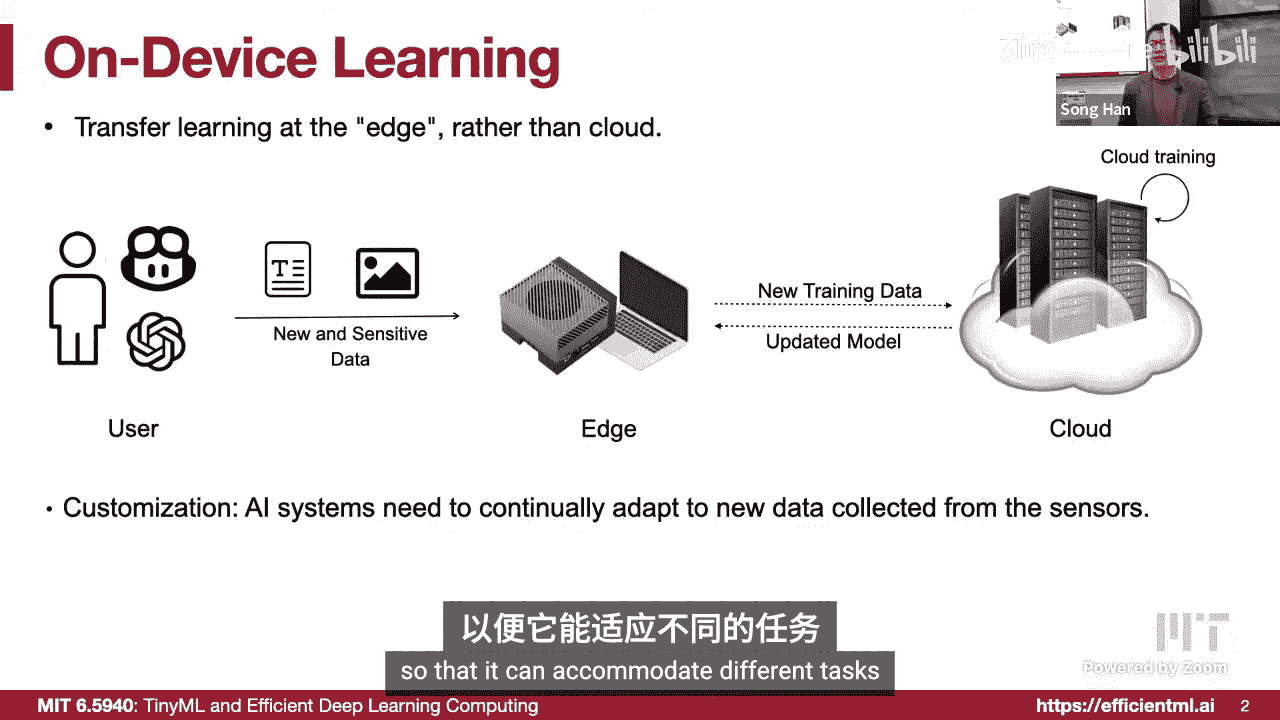 On-Device Learning
bilibili
Song Han
• Transfer learning at the "edge", rather than cloud.
Cloud training
T
New Training Data
New and Sensitive
Data
Updated Model
User
Edge
Cloud
• Customization: AI systems need to continually adapt to new data collected from the sensors.
以便它能适应不同的任务
so that it can accommodate different tasks
MIT
Powered by Zoom
MIT 6.5940: TinyML and Efficient Deep Learning Computing
https://efficientml.ai
2